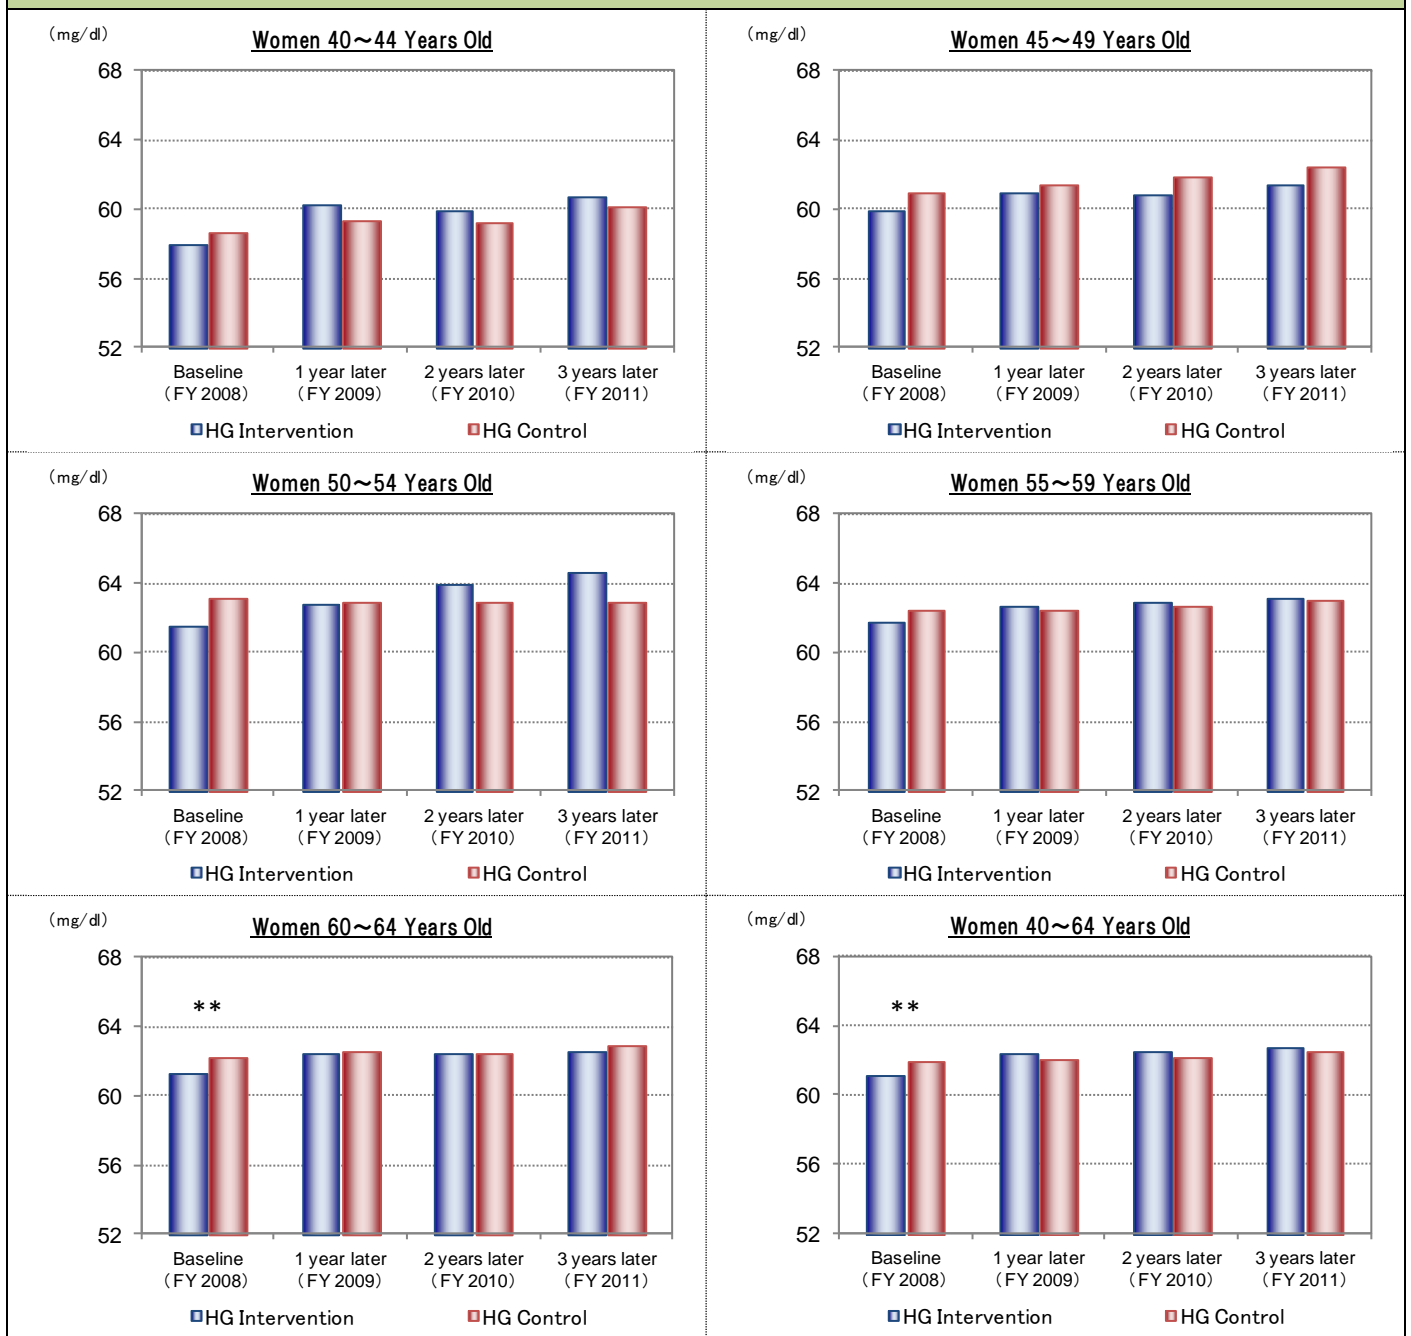 （mg/dl）
Women 40～44 Years Old
68
64
60
56
52
Baseline 1 year later 2 years later 3 years later
（FY 2008） （FY 2009） （FY 2010） （FY 2011）
HG Intervention HG Control
（mg/dl）
Women 45～49 Years Old
68
64
60
56
52
Baseline 1 year later 2 years later 3 years later
（FY 2008） （FY 2009） （FY 2010） （FY 2011）
HG Intervention HG Control
（mg/dl）
Women 50～54 Years Old
68
64
60
56
52
Baseline 1 year later 2 years later 3 years later
（FY 2008） （FY 2009） （FY 2010） （FY 2011）
HG Intervention HG Control
（mg/dl）
Women 55～59 Years Old
68
64
60
56
52
Baseline 1 year later 2 years later 3 years later
（FY 2008） （FY 2009） （FY 2010） （FY 2011）
HG Intervention HG Control
（mg/dl）
Women 60～64 Years Old
68
**
64
60
56
52
Baseline 1 year later 2 years later 3 years later
（FY 2008） （FY 2009） （FY 2010） （FY 2011）
HG Intervention HG Control
（mg/dl）
Women 40～64 Years Old
68
**
64
60
56
52
Baseline 1 year later 2 years later 3 years later
（FY 2008） （FY 2009） （FY 2010） （FY 2011）
HG Intervention HG Control